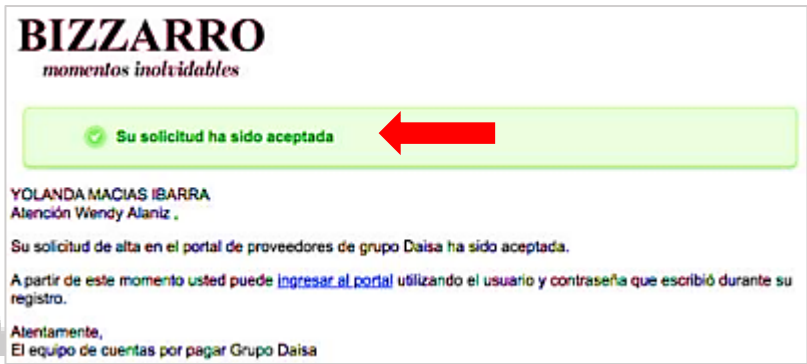 BIZZARRO
momentos inolvidables
Su solicitud ha sido aceptada
YOLANDA MACIAS IBARRA
Atención Wendy Alaniz ,
Su solicitud de alta en el portal de proveedores de grupo Daisa ha sido aceptada.
A partir de este momento usted puede ingresar al portal utilizando el usuario y contraseña que escribió durante su
registro.
Atentamente,
El equipo de cuentas por pagar Grupo Daisa